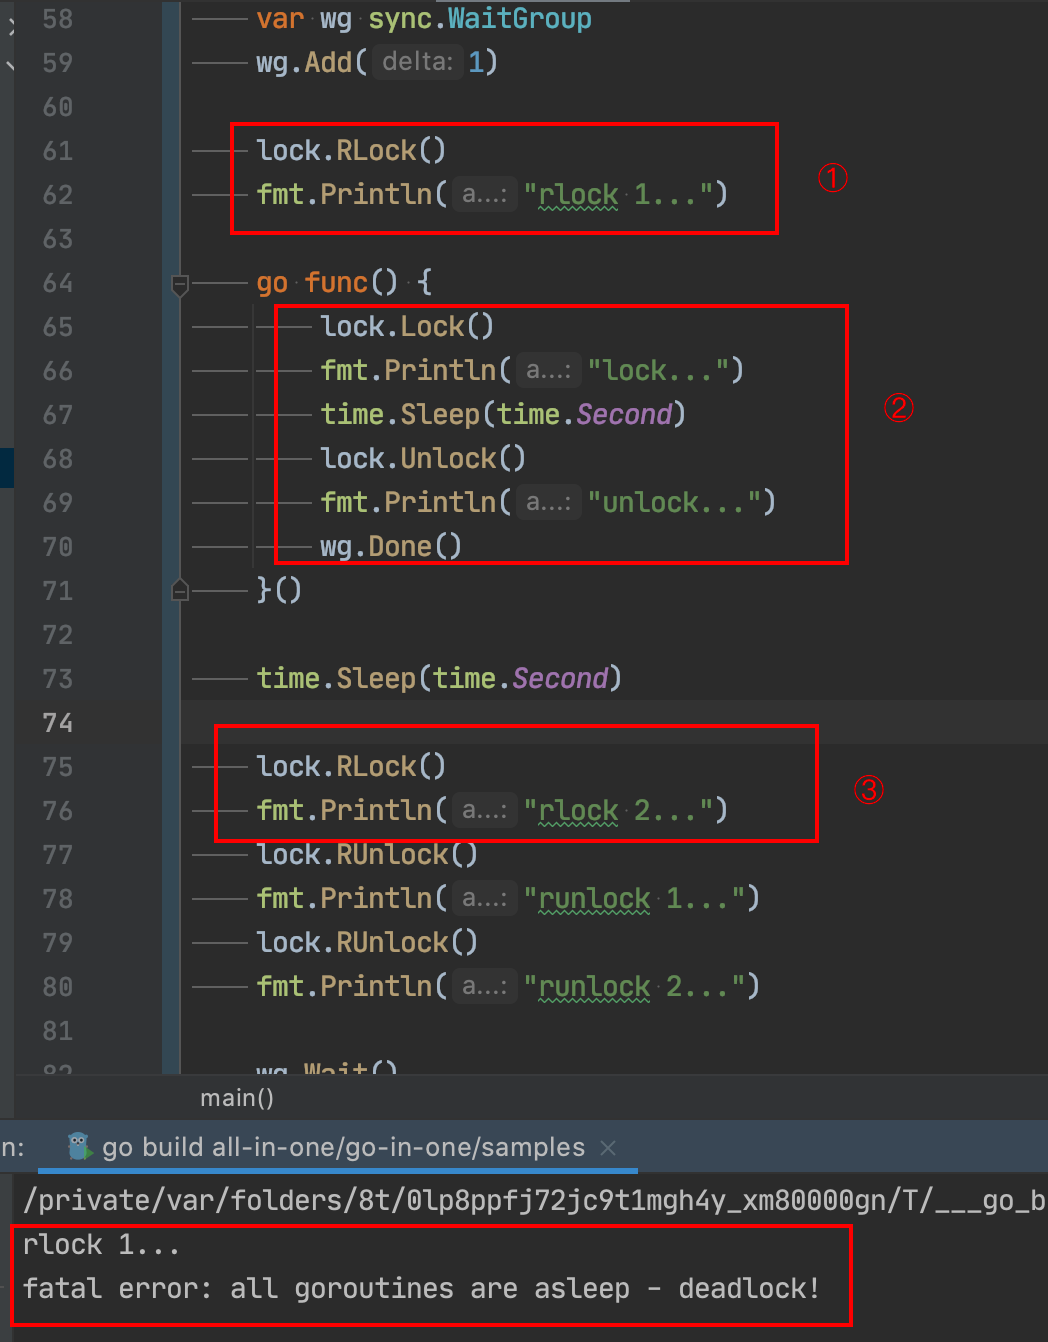 58 var wg sync.WaitGroup
59 wg.Add( delta: 1)
60
61 lock.RLock()
62 fmt.Println( a...: "rlock 1...")
①
63
64 go func() {
65 lock.Lock()
66 fmt.Println( a...: "lock...")
67 time.Sleep(time.Second)
②
68 lock.Unlock()
69 fmt.Println( a...: "unlock...")
70 wg.Done()
71 }()
72
73 time.Sleep(time.Second)
74
75 lock.RLock()
76 fmt.Println( a...: "rlock 2...")
③
77 lock.RUnlock()
78 fmt.Println( a...: "runlock 1...")
79 lock.RUnlock()
80 fmt.Println( a...: "runlock 2...")
81
82 wg.Wait()
main()
n: go build all-in-one/go-in-one/samples ×
/private/var/folders/8t/0lp8ppfj72jc9t1mgh4y_xm80000gn/T/___go_b
rlock 1...
fatal error: all goroutines are asleep - deadlock!